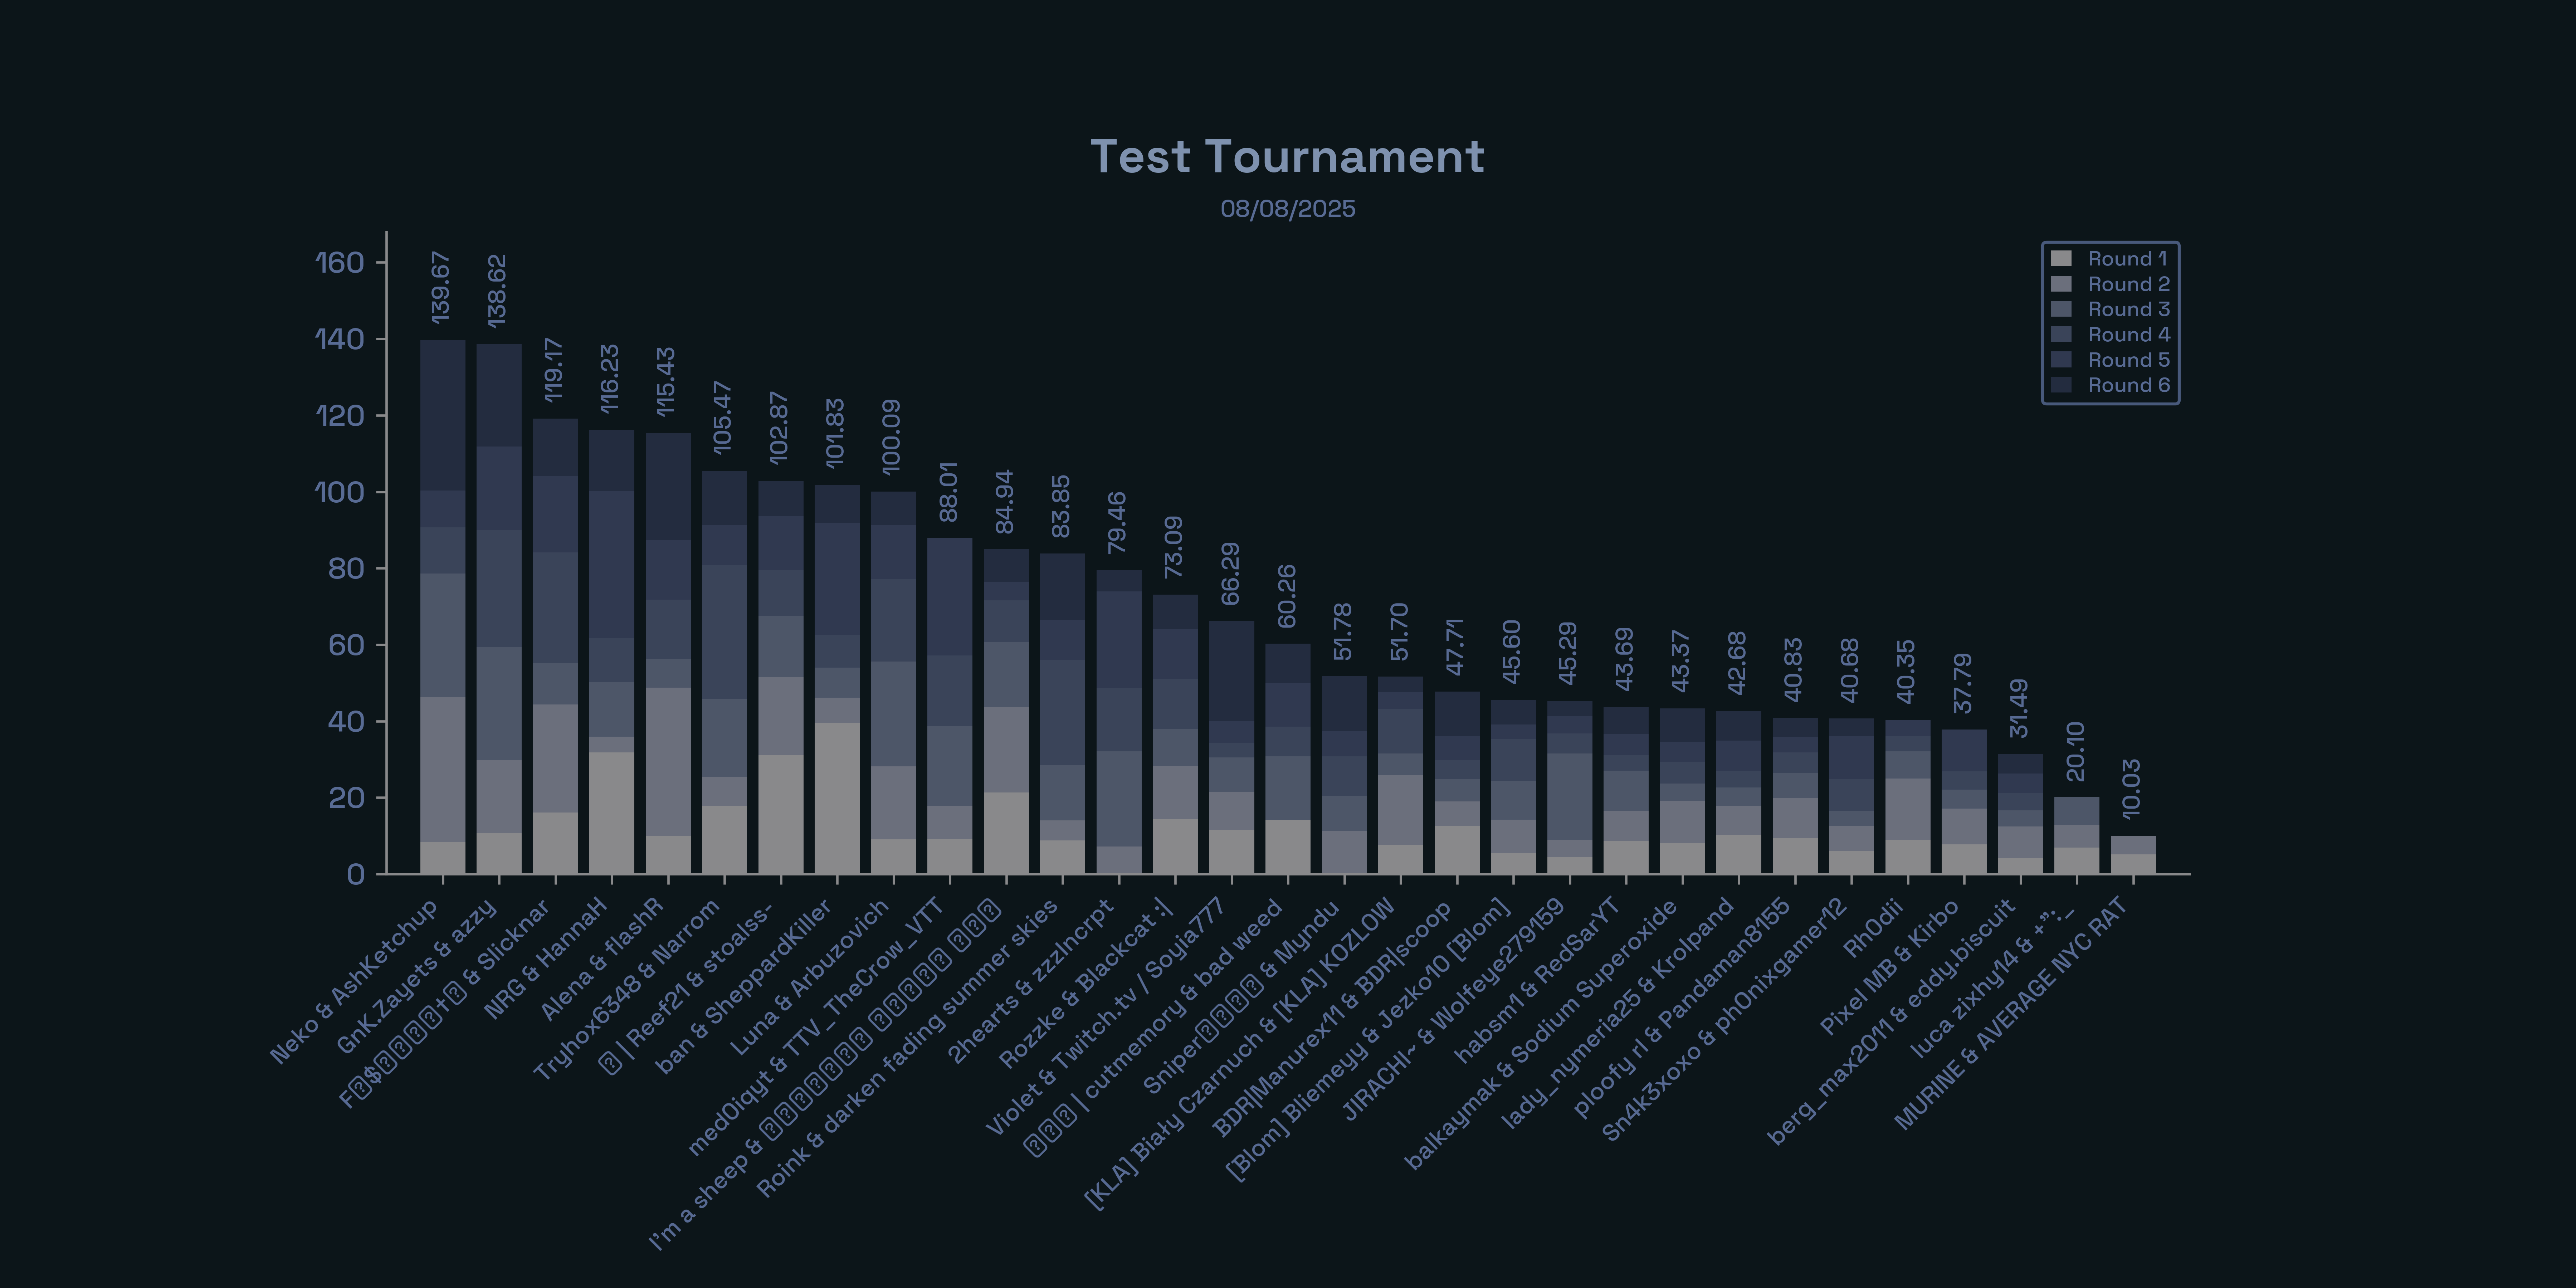 Test Tournament
08/08/2025
Round 1
Round 2
Round 3
Round 4
Round 5
Round 6
160
140
120
100
80
60
40
20
0
139.67
138.62
119.17
116.23
115.43
105.47
102.87
101.83
100.09
88.01
84.94
83.85
79.46
73.09
66.29
60.26
51.78
51.70
47.71
45.60
45.29
43.69
43.37
42.68
40.83
40.68
40.35
37.79
31.49
20.10
10.03
Neko & AshKetchup
GnK.Zayets & azzy
& Slicknar
NRG & HannaH
Alena & flashR
Tryhox6348 & Narrom
| Reef21 & stoalss-
ban & SheppardKiller
Luna & Arbuzovich
med0iqyt & TTV_TheCrow_VTT
I'm a sheep &
Roink & darken fading summer skies
2hearts & zzzIncrpt
Rozzke & Blackcat :|
Violet & Twitch.tv / Soyja777
| cutmemory & bad weed
Sniper & Myndu
[KLA] Biały Czarnuch & [KLA] KOZLOW
BDR|Manurex11 & BDR|scoop
[Blom] Bliemeyy & Jezko10 [Blom]
JIRACHI~ & Wolfeye279159
habsm1 & RedSarYT
balkaymak & Sodium Superoxide
lady_nymeria25 & Krolpand
ploofy rl & Pandaman8155
Sn4k3xoxo & ph0nixgamer12
Rh0dii
Pixel MB & Kirbo
berg_max2011 & eddy.biscuit
luca zixhy14 & +”:._
MURINE & AVERAGE NYC RAT